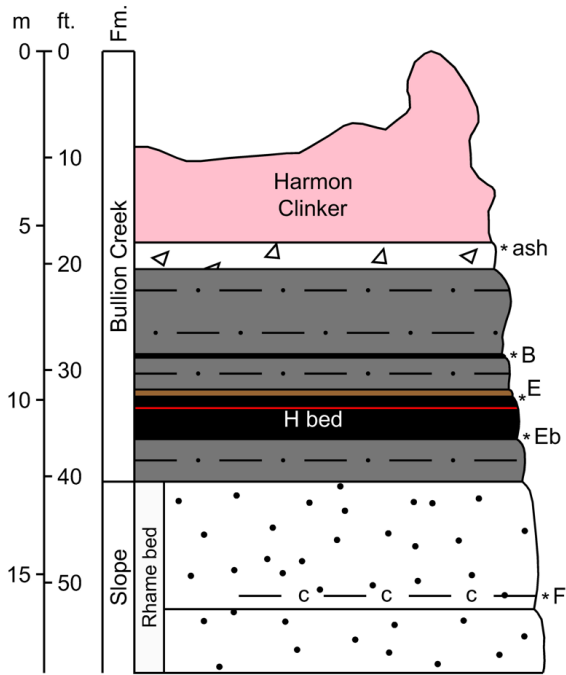 m ft. Fm.
0 0
10
5
20
30
10
40
15
50
Bullion Creek
Slope
Rhame bed
Harmon
Clinker
* ash
* B
* E
H bed
* Eb
c c c * F